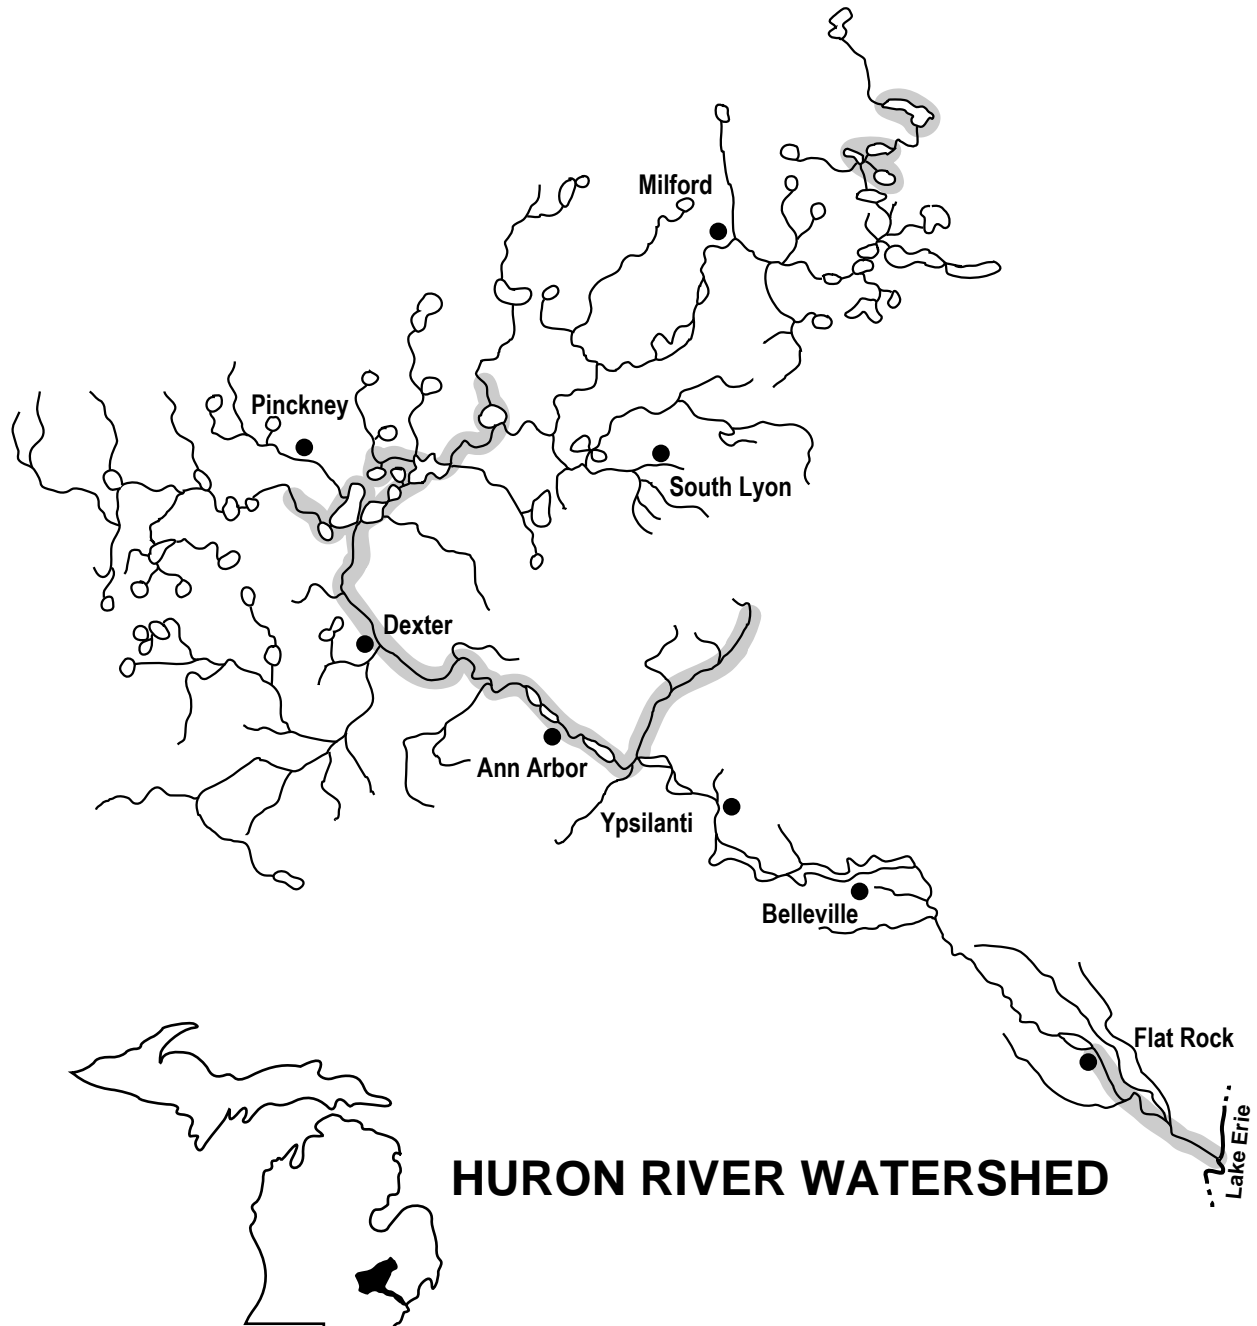 Milford
Pinckney
South Lyon
Dexter
Ann Arbor
Ypsilanti
Belleville
Flat Rock
Lake Erie
HURON RIVER WATERSHED